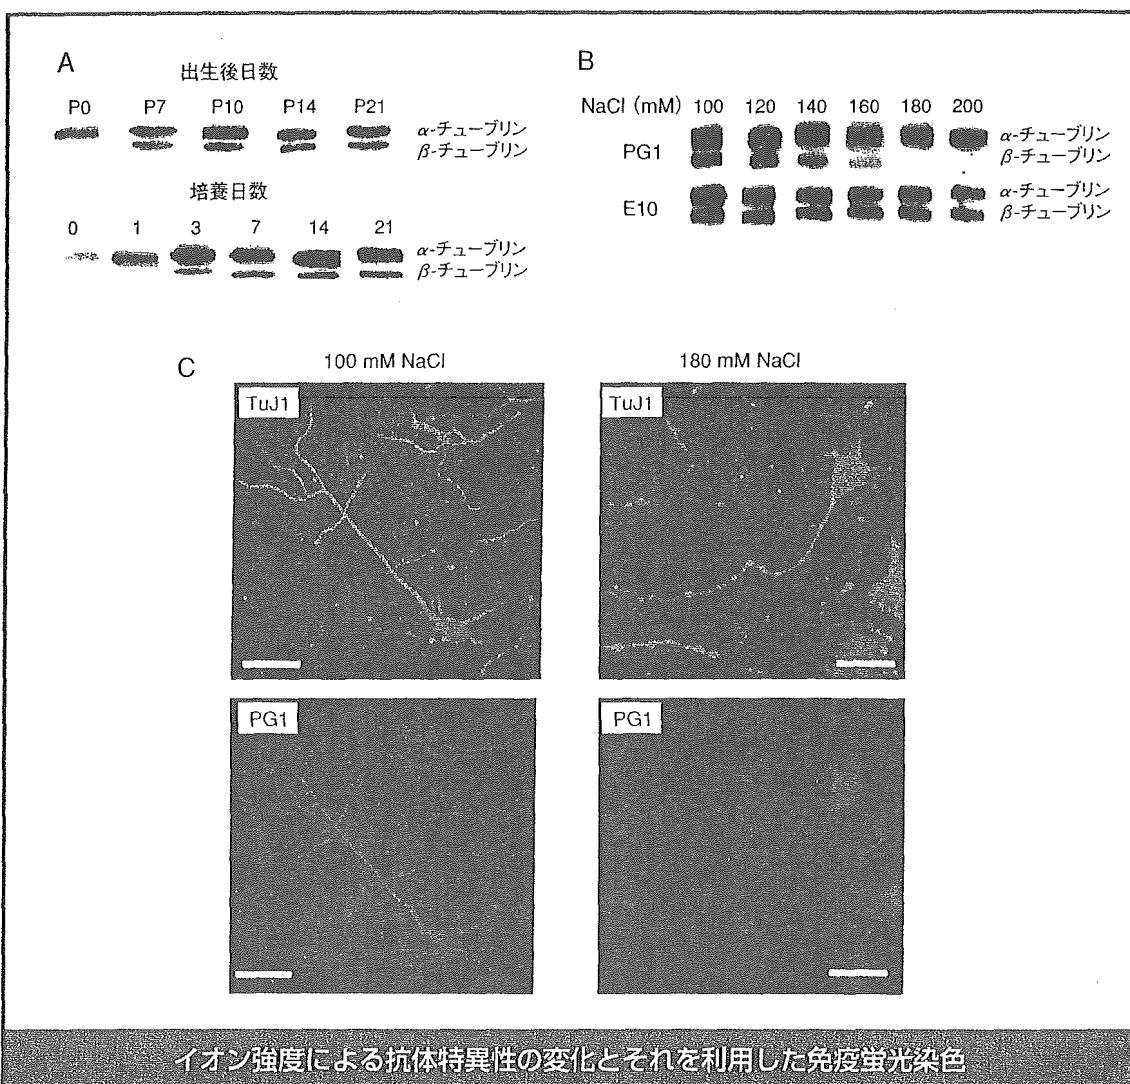 A
出生後日数
P0 P7 P10 P14 P21
α-チューブリン
β-チューブリン
培養日数
0 1 3 7 14 21
α-チューブリン
β-チューブリン
B
NaCl (mM) 100 120 140 160 180 200
PG1
α-チューブリン
β-チューブリン
E10
α-チューブリン
β-チューブリン
C
100 mM NaCl
180 mM NaCl
TuJ1
TuJ1
PG1
PG1
イオン強度による抗体特異性の変化とそれを利用した免疫蛍光染色